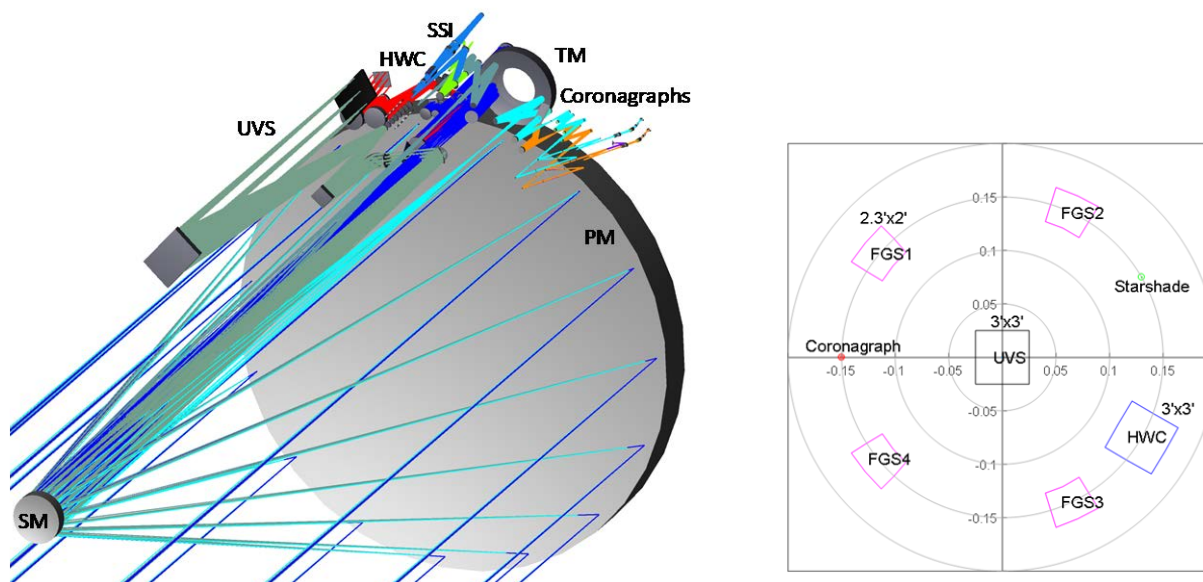 SSI
HWC
TM
UVS
Coronagraphs
PM
SM
0.15
FGS2
2.3'x2'
FGS1
0.1
Starshade
0.05
3'x3'
Coronagraph
UVS
-0.15
-0.1
-0.05
0.05
0.1
0.15
-0.05
3'x3'
HWC
FGS4
-0.1
FGS3
-0.15